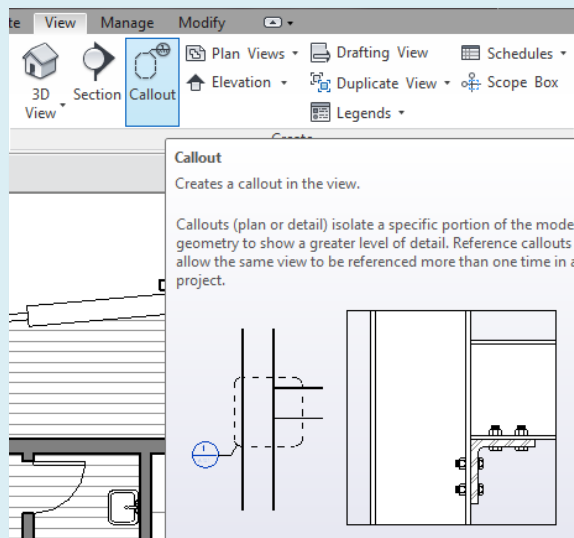 te View Manage Modify
3D View
Section
Callout
Plan Views
Elevation
Drafting View
Duplicate View
Legends
Schedules
Scope Box
Callout
Creates a callout in the view.
Callouts (plan or detail) isolate a specific portion of the mode
geometry to show a greater level of detail. Reference callouts
allow the same view to be referenced more than one time in a
project.
1